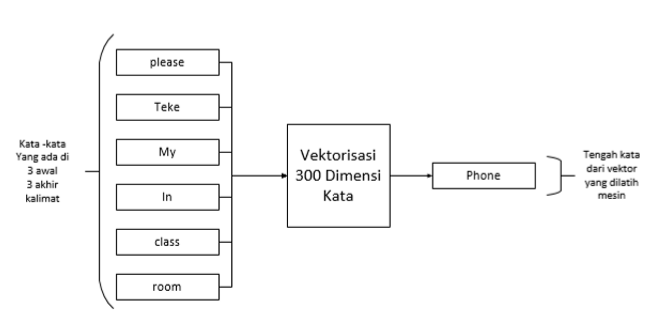 please
Teke
My
In
class
room
Kata -kata
Yang ada di
3 awal
3 akhir
kalimat
Vektorisasi
300 Dimensi
Kata
Phone
Tengah kata
dari vektor
yang dilatih
mesin